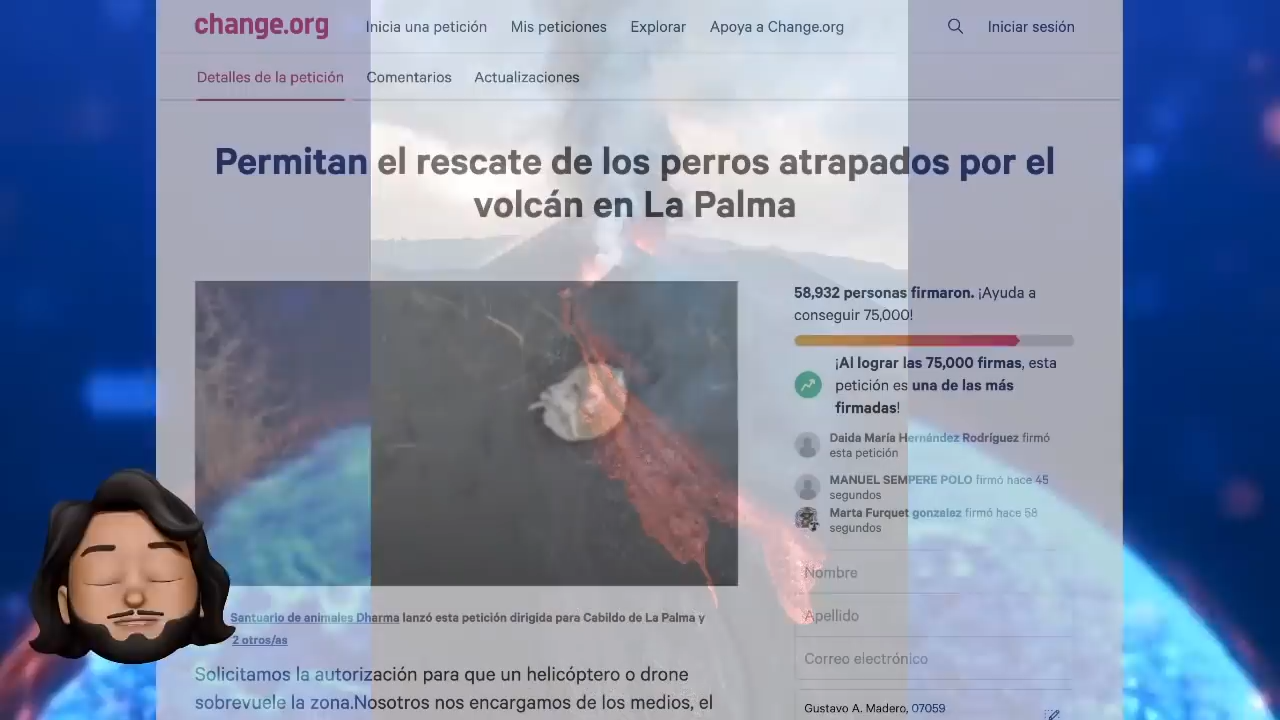 change.org
Inicia una petición
Mis peticiones
Explorar
Apoya a Change.org
Iniciar sesión
Detalles de la petición
Comentarios
Actualizaciones
Permitan el rescate de los perros atrapados por el
volcán en La Palma
58,932 personas firmaron. ¡Ayuda a
conseguir 75,000!
¡Al lograr las 75,000 firmas, esta
petición es una de las más
firmadas!
Daida María Hernández Rodríguez firmó
esta petición
MANUEL SEMPERE POLO firmó hace 45
segundos
Marta Furquet gonzalez firmó hace 58
segundos
Nombre
Apellido
Correo electrónico
Gustavo A. Madero, 07059
Santuario de animales Dharma lanzó esta petición dirigida para Cabildo de La Palma y
2 otros/as
Solicitamos la autorización para que un helicóptero o drone
sobrevuele la zona.Nosotros nos encargamos de los medios, el